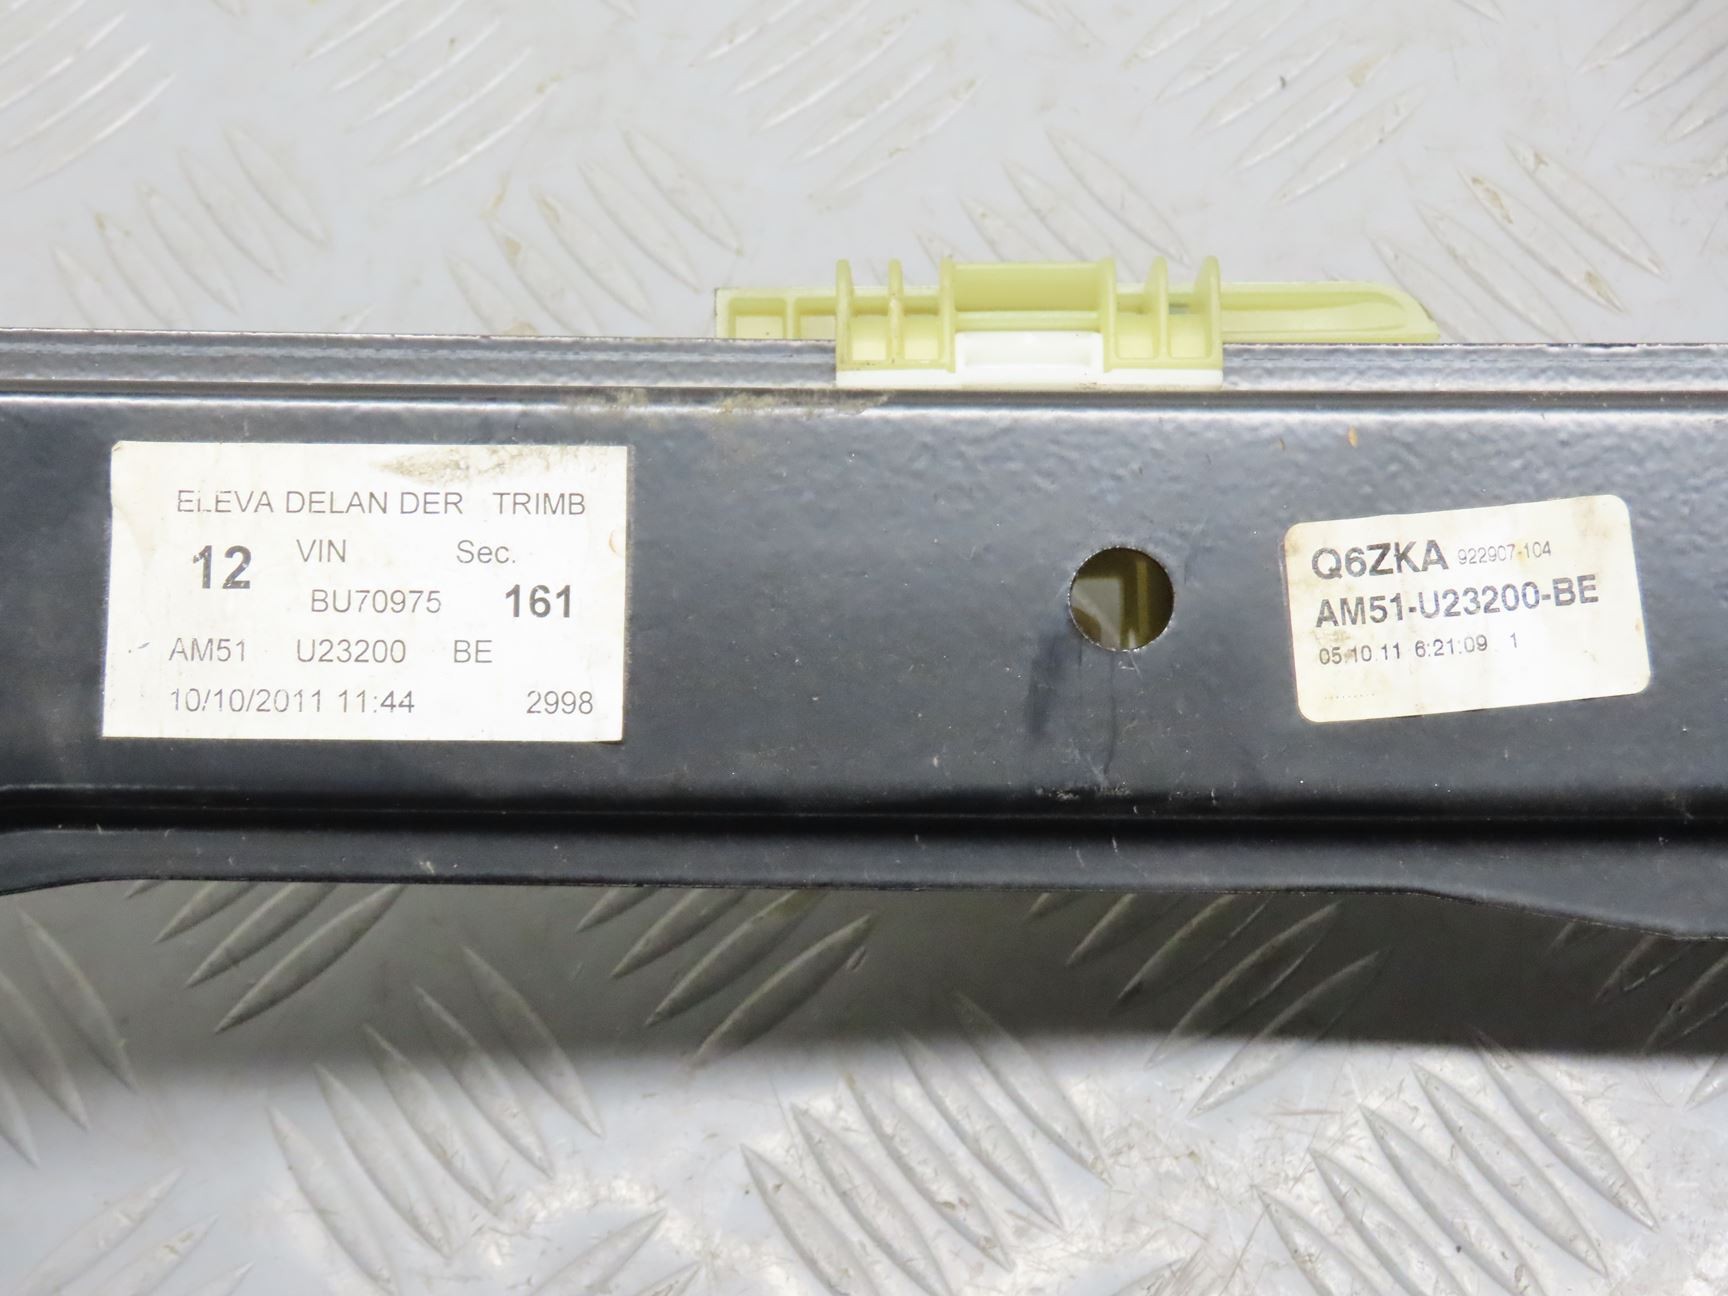 ELEVA DELAN DER TRIMB
12 VIN Sec.
BU70975 161
AM51 U23200 BE
10/10/2011 11:44 2998
Q6ZKA 922907-104
AM51-U23200-BE
05.10.11 6:21:09 1